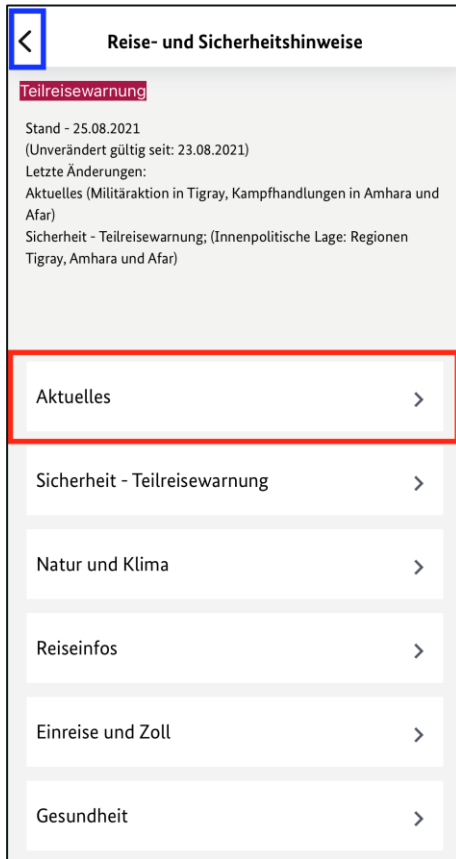 Reise- und Sicherheitshinweise
Teilreisewarnung
Stand - 25.08.2021
(Unverändert gültig seit: 23.08.2021)
Letzte Änderungen:
Aktuelles (Militäraktion in Tigray, Kampfhandlungen in Amhara und
Afar)
Sicherheit - Teilreisewarnung; (Innenpolitische Lage: Regionen
Tigray, Amhara und Afar)
Aktuelles
Sicherheit - Teilreisewarnung
Natur und Klima
Reiseinfos
Einreise und Zoll
Gesundheit